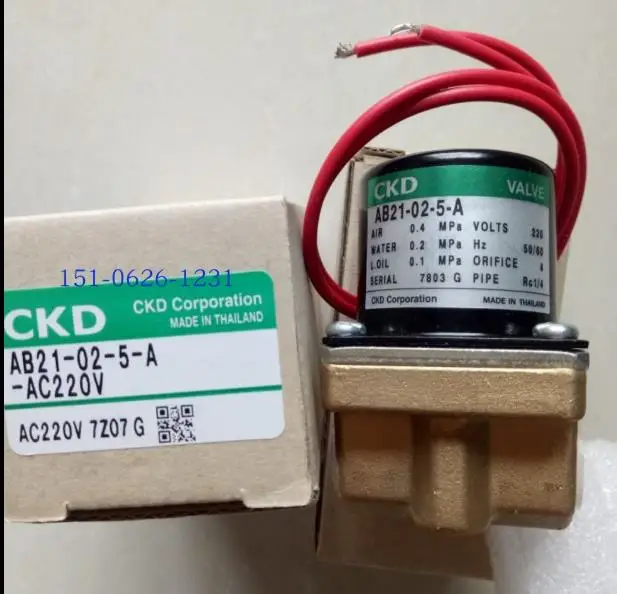 151-0626-1231
CKD
CKD Corporation
MADE IN THAILAND
AB21-02-5-A
-AC220V
AC220V 7Z07 G
CKD VALVE
AB21-02-5-A
AIR 0.4 MPa VOLTS 220
WATER 0.2 MPa Hz 50/60
L.OIL 0.1 MPa ORIFICE
SERIAL 7803 G PIPE Rc1/4
CKD Corporation MADE IN THAILAND